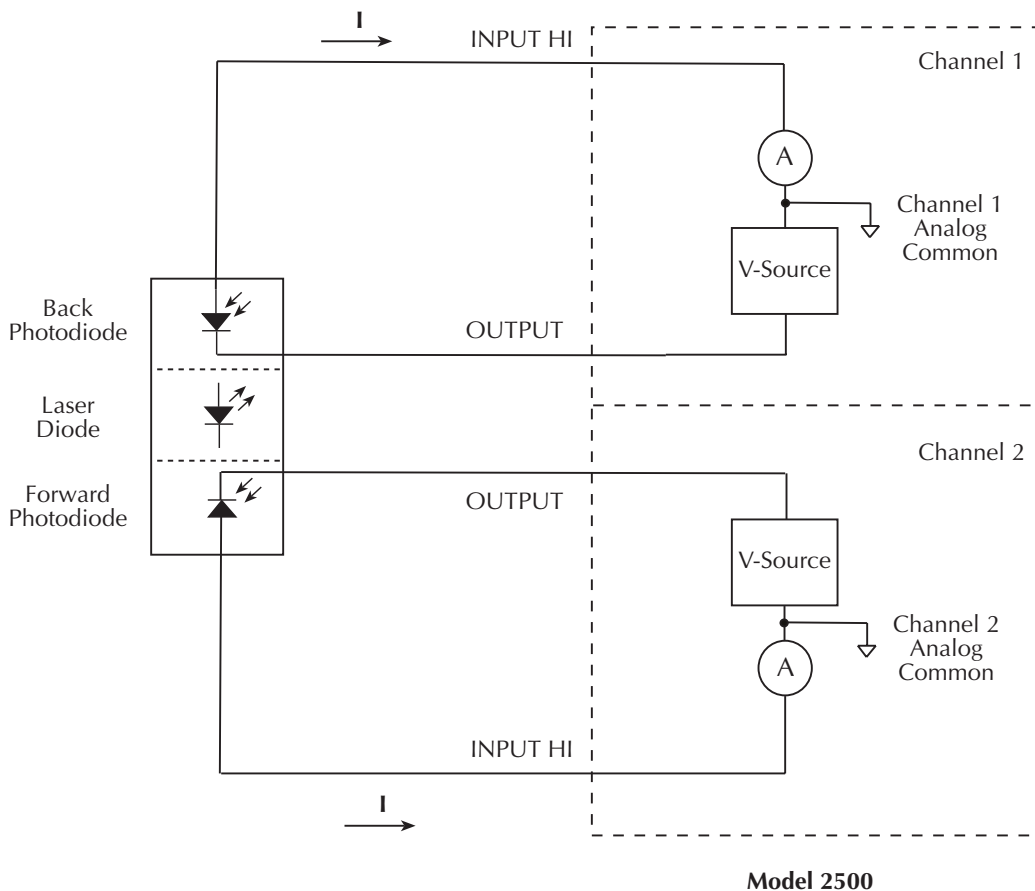 I
INPUT HI
Channel 1
A
Channel 1
Analog
Common
V-Source
Back
Photodiode
OUTPUT
Laser
Diode
Channel 2
Forward
Photodiode
OUTPUT
V-Source
Channel 2
Analog
Common
A
INPUT HI
I
Model 2500